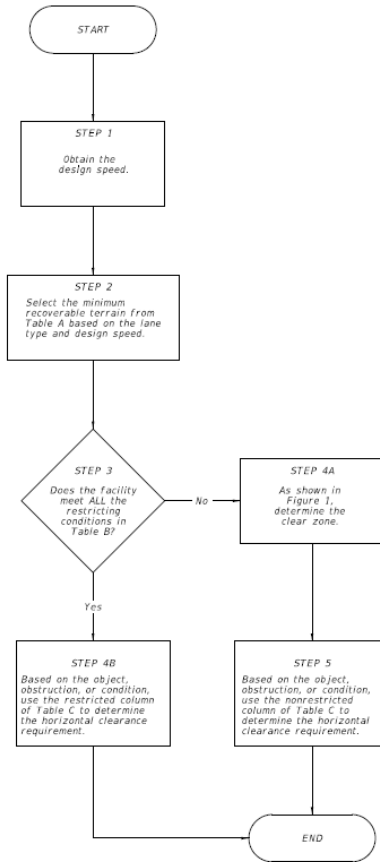 START
STEP 1
Obtain the
design speed.
STEP 2
Select the minimum
recoverable terrain from
Table A based on the lane
type and design speed.
STEP 3
Does the facility
meet ALL the
restricting
conditions in
Table B?
No
STEP 4A
As shown in
Figure 1,
determine the
clear zone.
Yes
STEP 4B
Based on the object,
obstruction, or condition,
use the restricted column
of Table C to determine
the horizontal clearance
requirement.
STEP 5
Based on the object,
obstruction, or condition,
use the nonrestricted
column of Table C to
determine the horizontal
clearance requirement.
END